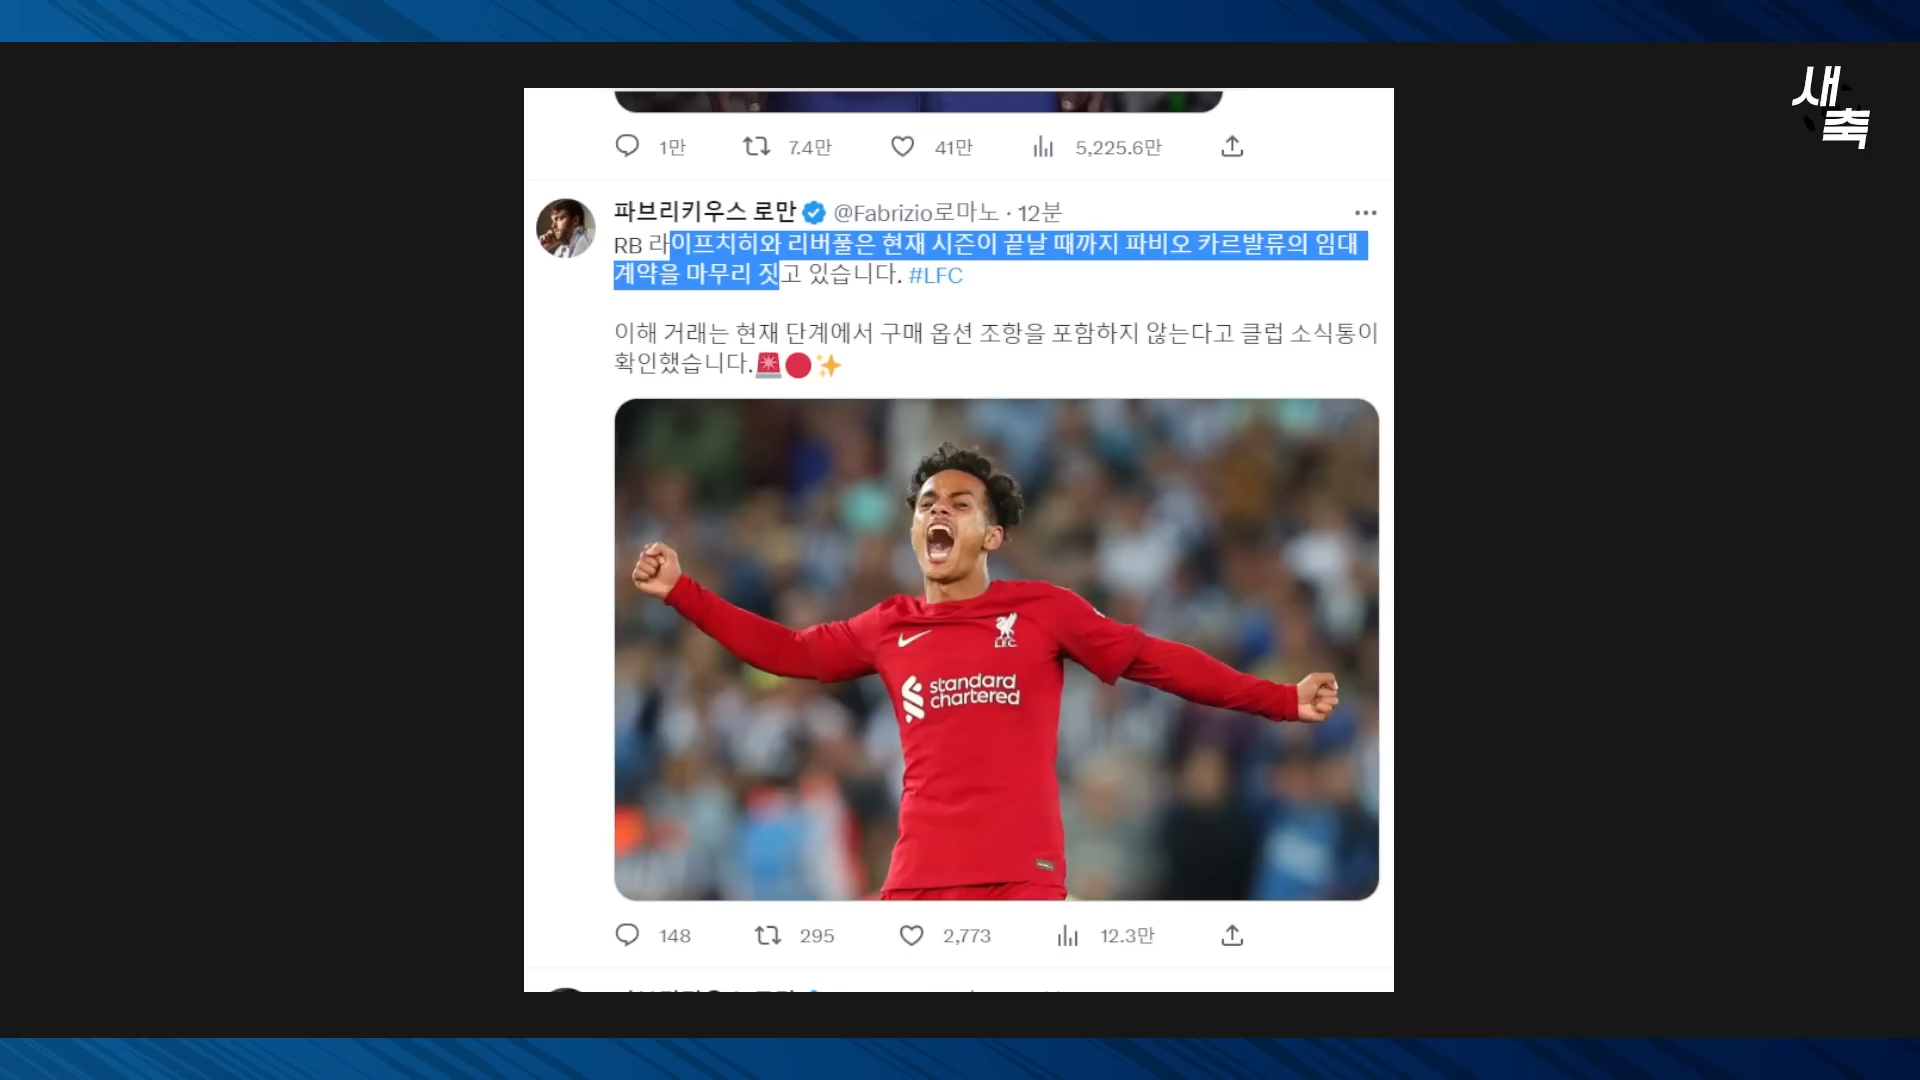 새
축
1만 7.4만 41만 5,225.6만
파브리키우스 로만 @Fabrizio로마노 · 12분
RB 라이프치히와 리버풀은 현재 시즌이 끝날 때까지 파비오 카르발류의 임대
계약을 마무리 짓고 있습니다. #LFC
이해 거래는 현재 단계에서 구매 옵션 조항을 포함하지 않는다고 클럽 소식통이
확인했습니다.
L.F.C.
standard
chartered
148 295 2,773 12.3만